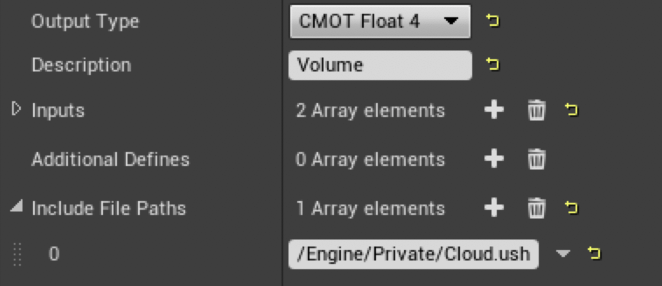 Output Type CMOT Float 4
Description Volume
Inputs 2 Array elements
Additional Defines 0 Array elements
Include File Paths 1 Array elements
0 /Engine/Private/Cloud.ush